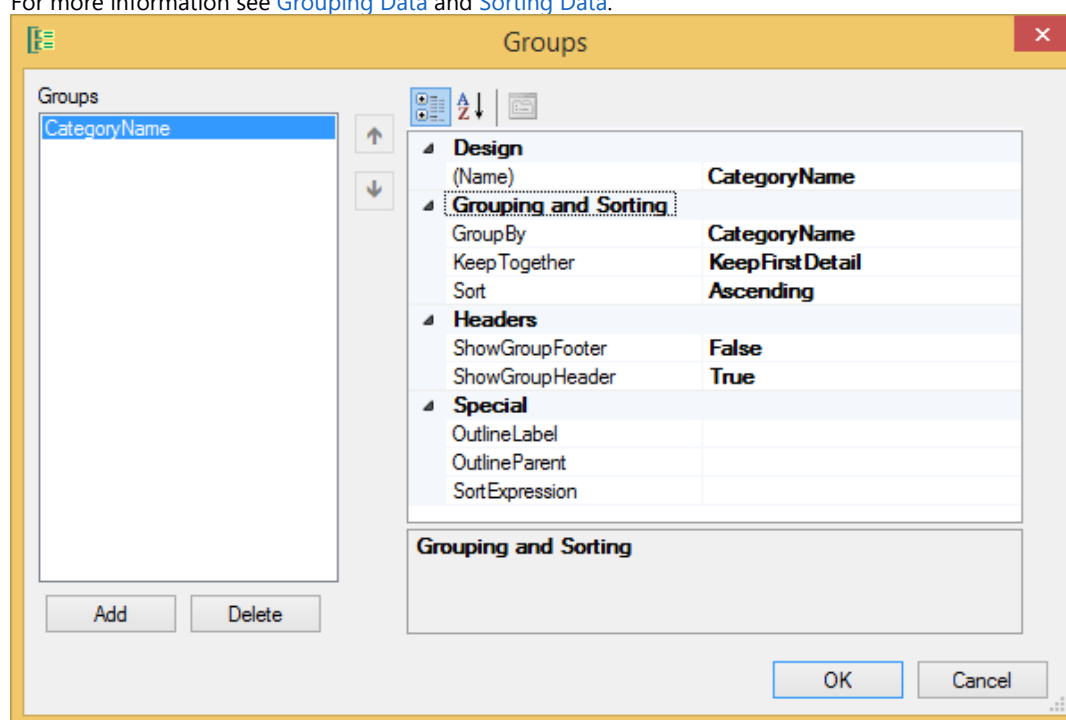 For more information see Grouping Data and Sorting Data.
Groups
Groups
CategoryName
Design
(Name) CategoryName
Grouping and Sorting
GroupBy CategoryName
KeepTogether KeepFirstDetail
Sort Ascending
Headers
ShowGroupFooter False
ShowGroupHeader True
Special
OutlineLabel
OutlineParent
SortExpression
Grouping and Sorting
Add Delete
OK Cancel